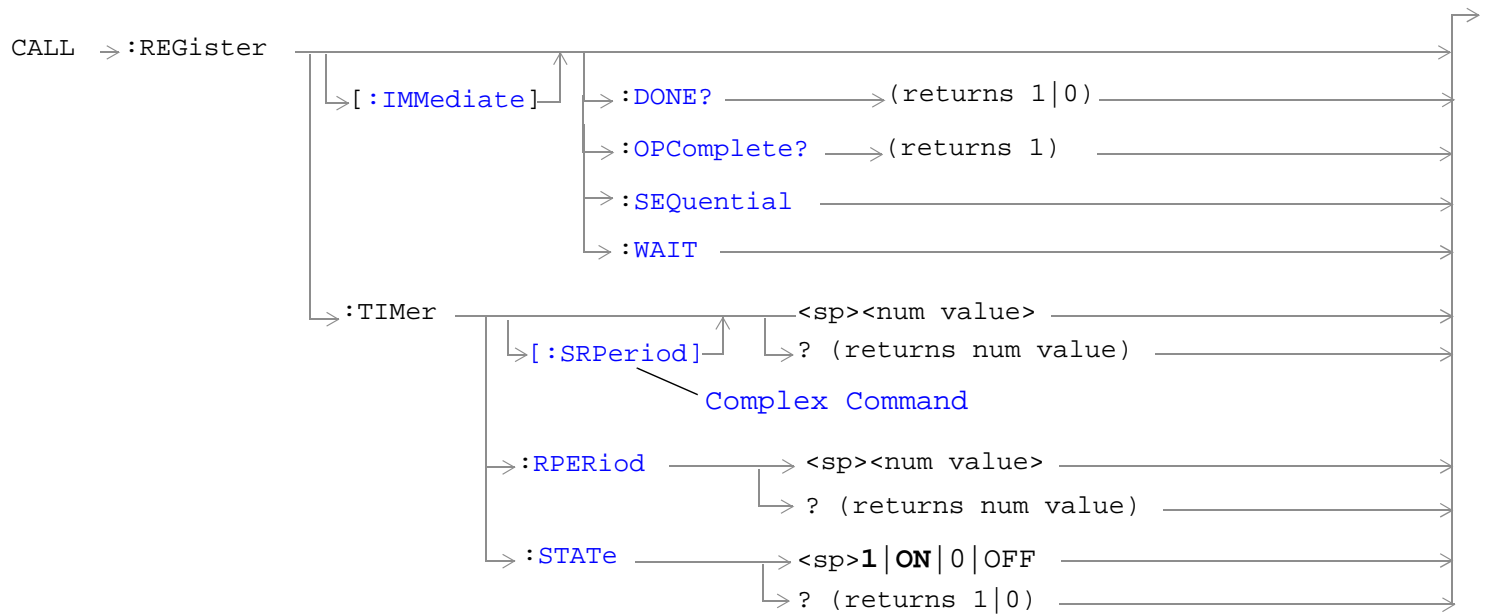 CALL :REGister
[:IMMediate]
:DONE? (returns 1|0)
:OPComplete? (returns 1)
:SEQuential
:WAIT
:TIMer <sp><num value>
[:SRPeriod] ? (returns num value)
Complex Command
:RPERiod <sp><num value>
? (returns num value)
:STATe <sp>1|ON|0|OFF
? (returns 1|0)